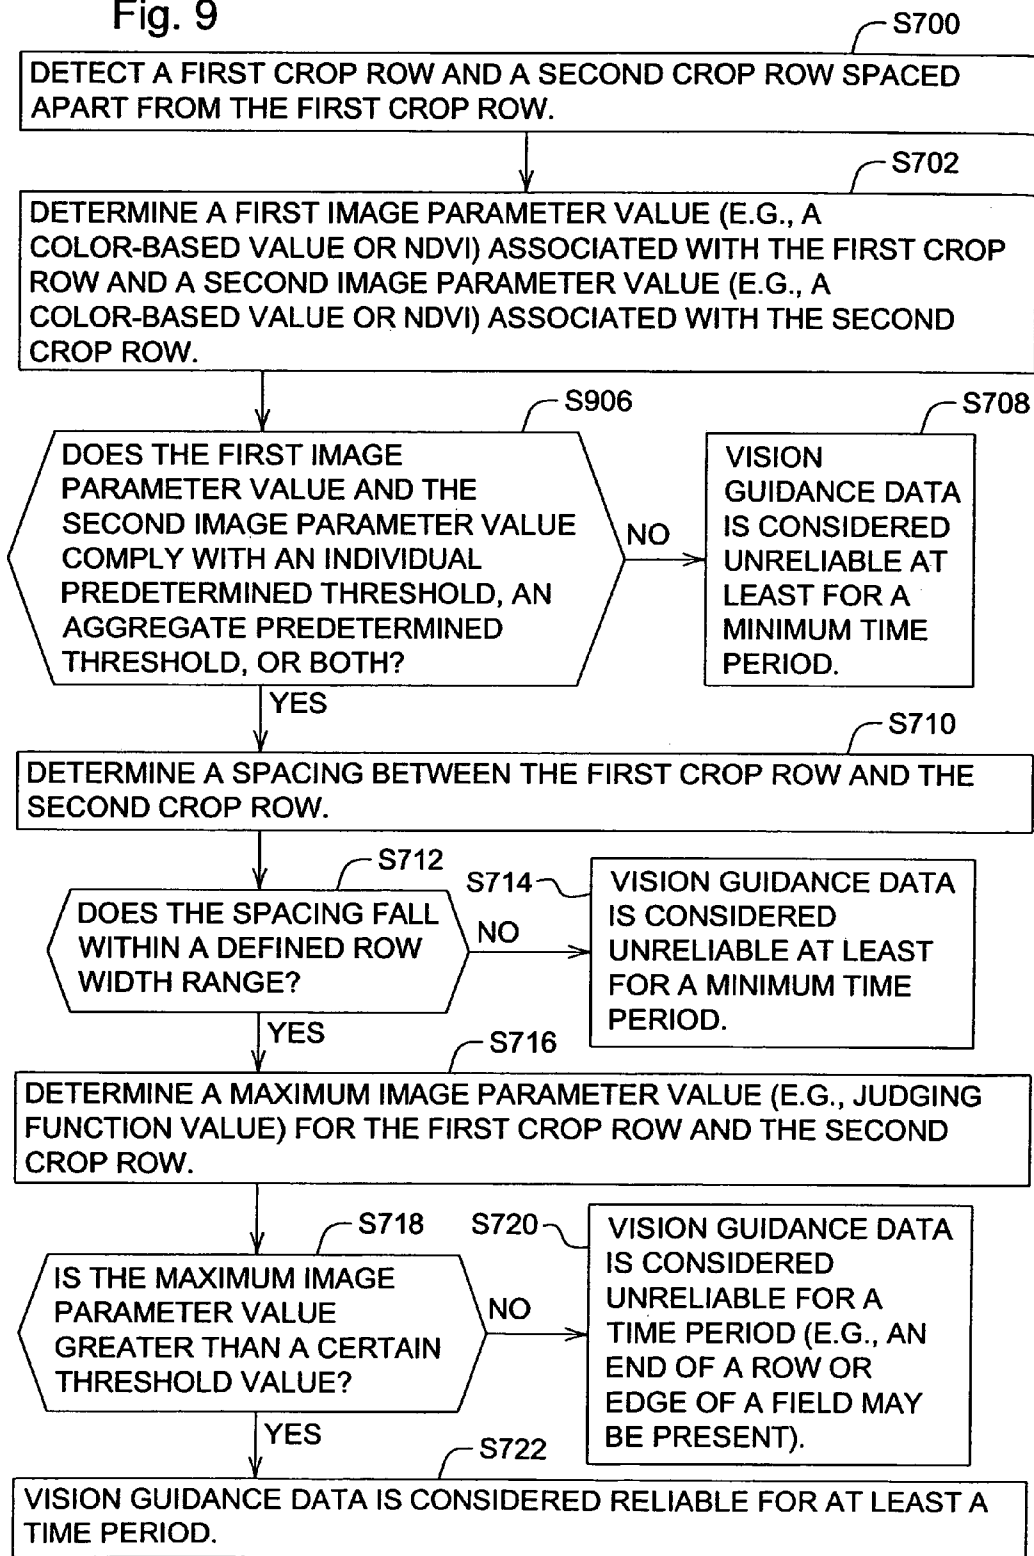 Fig. 9
S700
DETECT A FIRST CROP ROW AND A SECOND CROP ROW SPACED
APART FROM THE FIRST CROP ROW.
S702
DETERMINE A FIRST IMAGE PARAMETER VALUE (E.G., A
COLOR-BASED VALUE OR NDVI) ASSOCIATED WITH THE FIRST CROP
ROW AND A SECOND IMAGE PARAMETER VALUE (E.G., A
COLOR-BASED VALUE OR NDVI) ASSOCIATED WITH THE SECOND
CROP ROW.
S906
DOES THE FIRST IMAGE
PARAMETER VALUE AND THE
SECOND IMAGE PARAMETER VALUE
COMPLY WITH AN INDIVIDUAL
PREDETERMINED THRESHOLD, AN
AGGREGATE PREDETERMINED
THRESHOLD, OR BOTH?
NO
S708
VISION
GUIDANCE DATA
IS CONSIDERED
UNRELIABLE AT
LEAST FOR A
MINIMUM TIME
PERIOD.
YES
S710
DETERMINE A SPACING BETWEEN THE FIRST CROP ROW AND THE
SECOND CROP ROW.
S712
DOES THE SPACING FALL
WITHIN A DEFINED ROW
WIDTH RANGE?
NO
S714
VISION GUIDANCE DATA
IS CONSIDERED
UNRELIABLE AT LEAST
FOR A MINIMUM TIME
PERIOD.
YES
S716
DETERMINE A MAXIMUM IMAGE PARAMETER VALUE (E.G., JUDGING
FUNCTION VALUE) FOR THE FIRST CROP ROW AND THE SECOND
CROP ROW.
S718
IS THE MAXIMUM IMAGE
PARAMETER VALUE
GREATER THAN A CERTAIN
THRESHOLD VALUE?
NO
S720
VISION GUIDANCE DATA
IS CONSIDERED
UNRELIABLE FOR A
TIME PERIOD (E.G., AN
END OF A ROW OR
EDGE OF A FIELD MAY
BE PRESENT).
YES
S722
VISION GUIDANCE DATA IS CONSIDERED RELIABLE FOR AT LEAST A
TIME PERIOD.